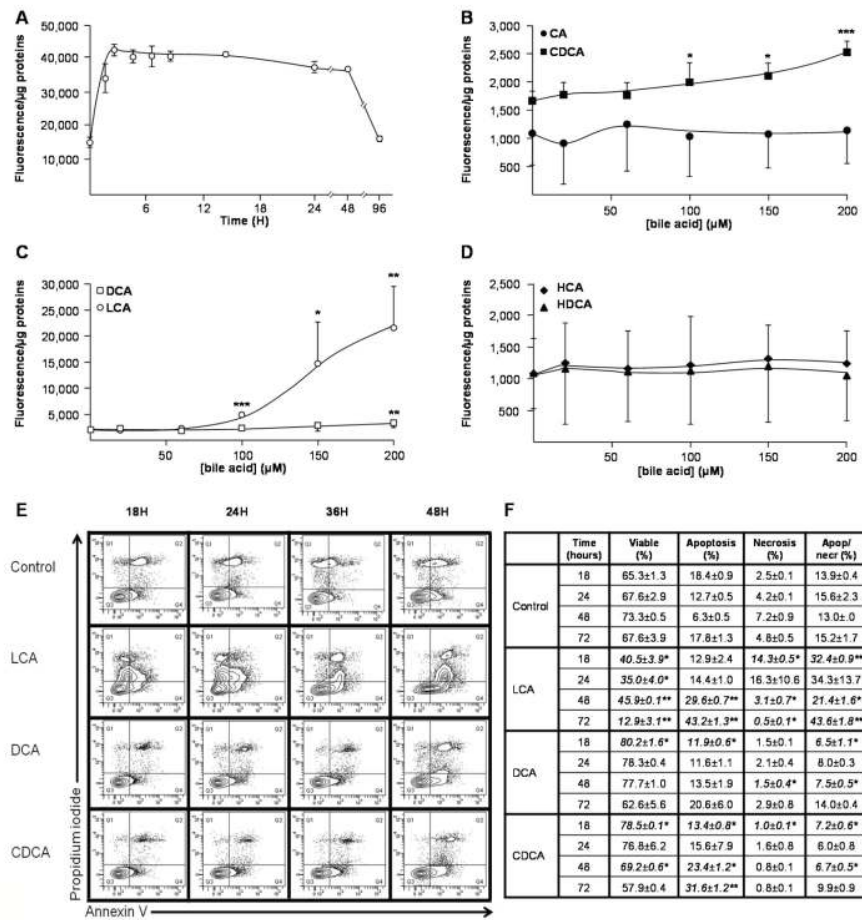 A
Fluorescence/µg proteins
50,000
40,000
30,000
20,000
10,000
6
12
18
24
48
96
Time (H)
B
Fluorescence/µg proteins
3,000
2,500
2,000
1,500
1,000
500
CA
CDCA
*
*
***
50
100
150
200
[bile acid] (µM)
C
Fluorescence/µg proteins
30,000
25,000
20,000
15,000
10,000
5,000
DCA
LCA
***
*
**
**
50
100
150
200
[bile acid] (µM)
D
Fluorescence/µg proteins
2,500
2,000
1,500
1,000
500
HCA
HDCA
50
100
150
200
[bile acid] (µM)
E
18H 24H 36H 48H
Control
LCA
DCA
CDCA
Propidium iodide
Annexin V
F
Time (hours) Viable (%) Apoptosis (%) Necrosis (%) Apop/ necr (%)
Control
18 65.3±1.3 18.4±0.9 2.5±0.1 13.9±0.4
24 67.6±2.9 12.7±0.5 4.2±0.1 15.6±2.3
48 73.3±0.5 6.3±0.5 7.2±0.9 13.0±.0
72 67.6±3.9 17.8±1.3 4.8±0.5 15.2±1.7
LCA
18 40.5±3.9* 12.9±2.4 14.3±0.5* 32.4±0.9**
24 35.0±4.0* 14.4±1.0 16.3±10.6 34.3±13.7
48 45.9±0.1** 29.6±0.7** 3.1±0.7* 21.4±1.6*
72 12.9±3.1** 43.2±1.3** 0.5±0.1* 43.6±1.8**
DCA
18 80.2±1.6* 11.9±0.6* 1.5±0.1 6.5±1.1*
24 78.3±0.4 11.6±1.1 2.1±0.4 8.0±0.3
48 77.7±1.0 13.5±1.9 1.5±0.4* 7.5±0.5*
72 62.6±5.6 20.6±6.0 2.9±0.8 14.0±0.4
CDCA
18 78.5±0.1* 13.4±0.8* 1.0±0.1* 7.2±0.6*
24 76.8±6.2 15.6±7.9 1.6±0.8 6.0±0.8
48 69.2±0.6* 23.4±1.2* 0.8±0.1 6.7±0.5*
72 57.9±0.4 31.6±1.2** 0.8±0.1 9.9±0.9